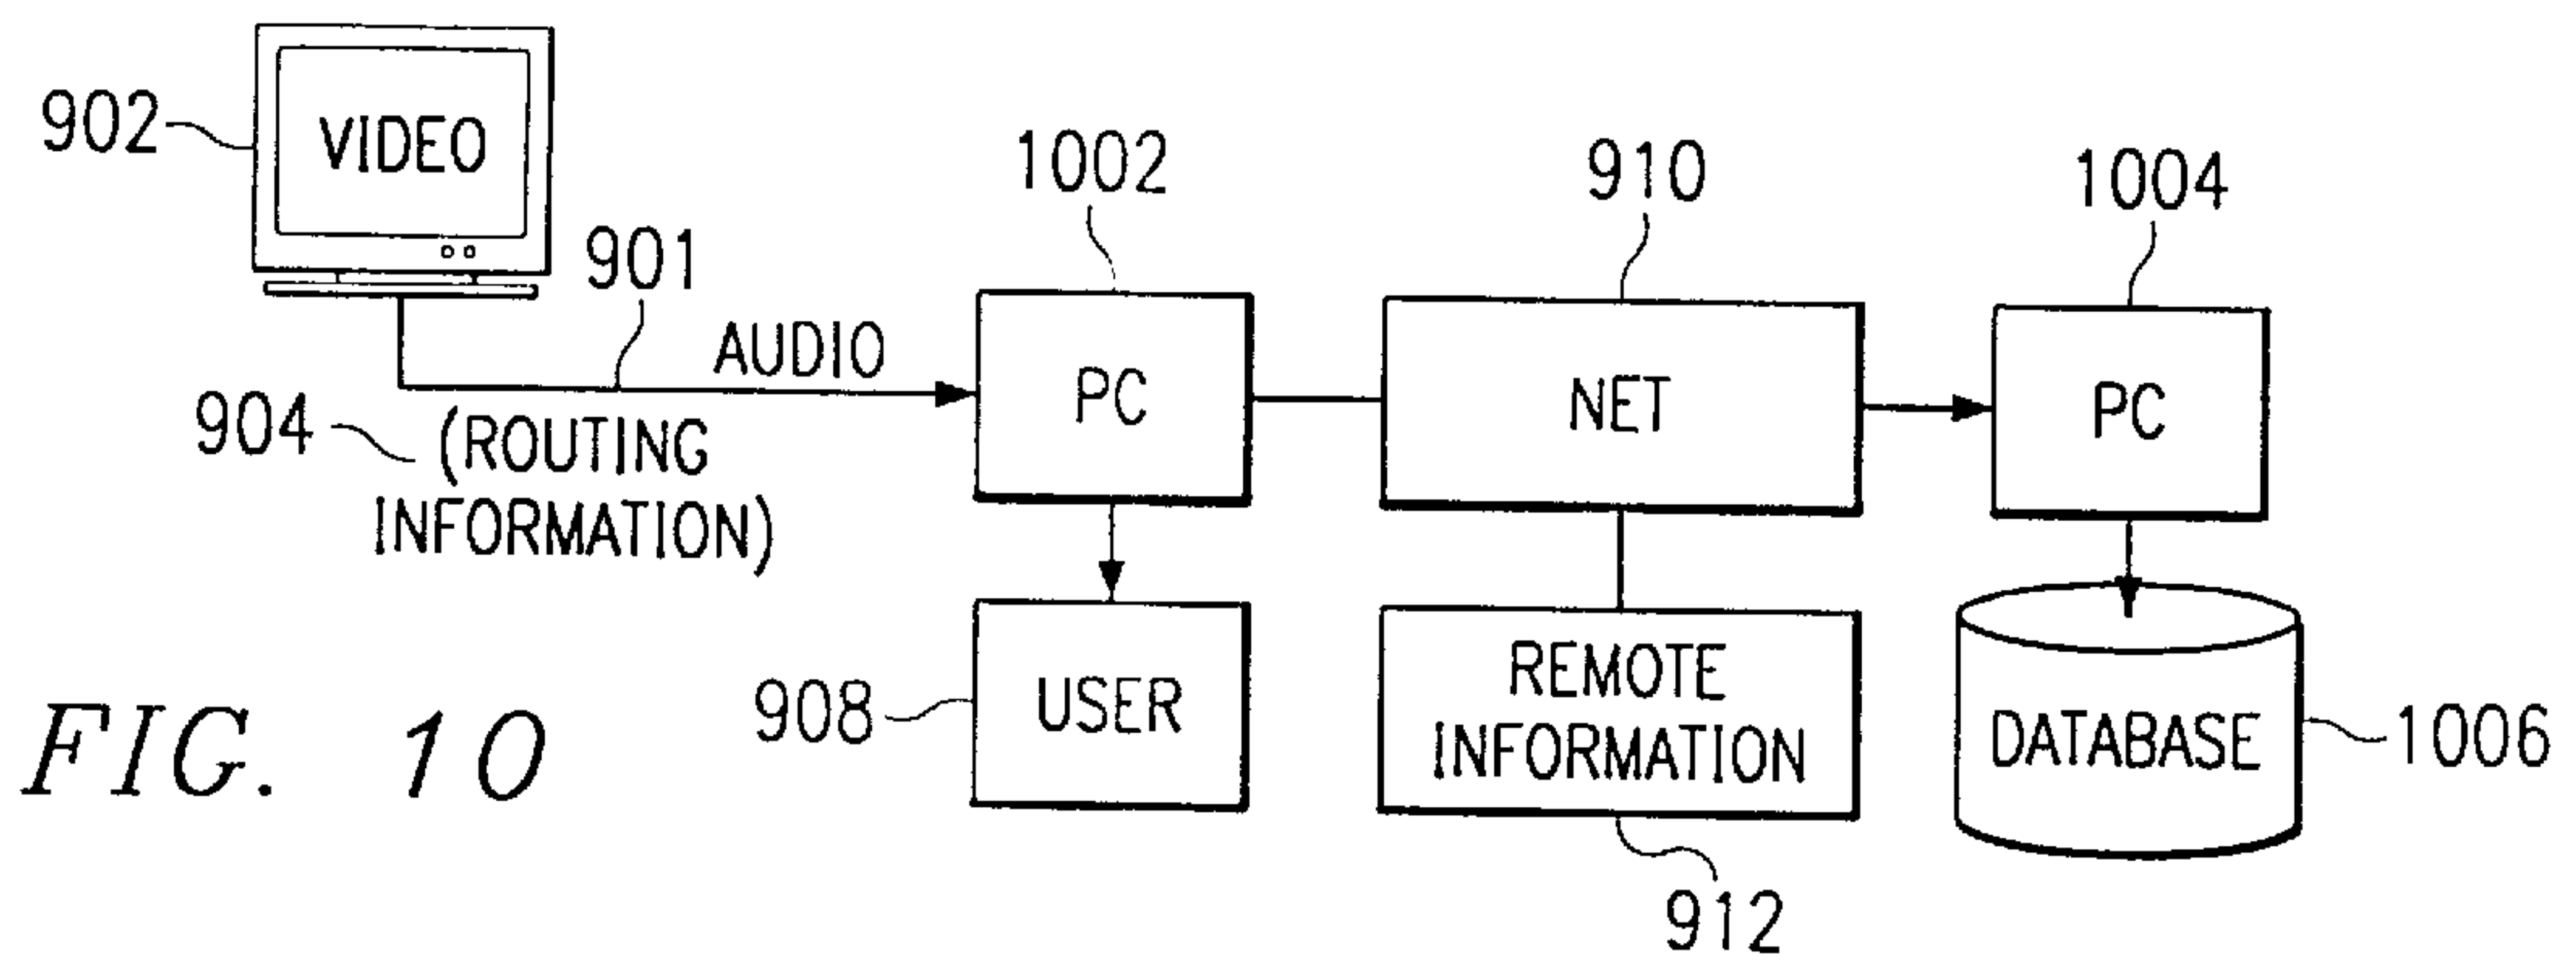 902
VIDEO
901
AUDIO
904
(ROUTING
INFORMATION)
1002
PC
910
NET
1004
PC
908
USER
REMOTE
INFORMATION
912
DATABASE
1006
FIG. 10